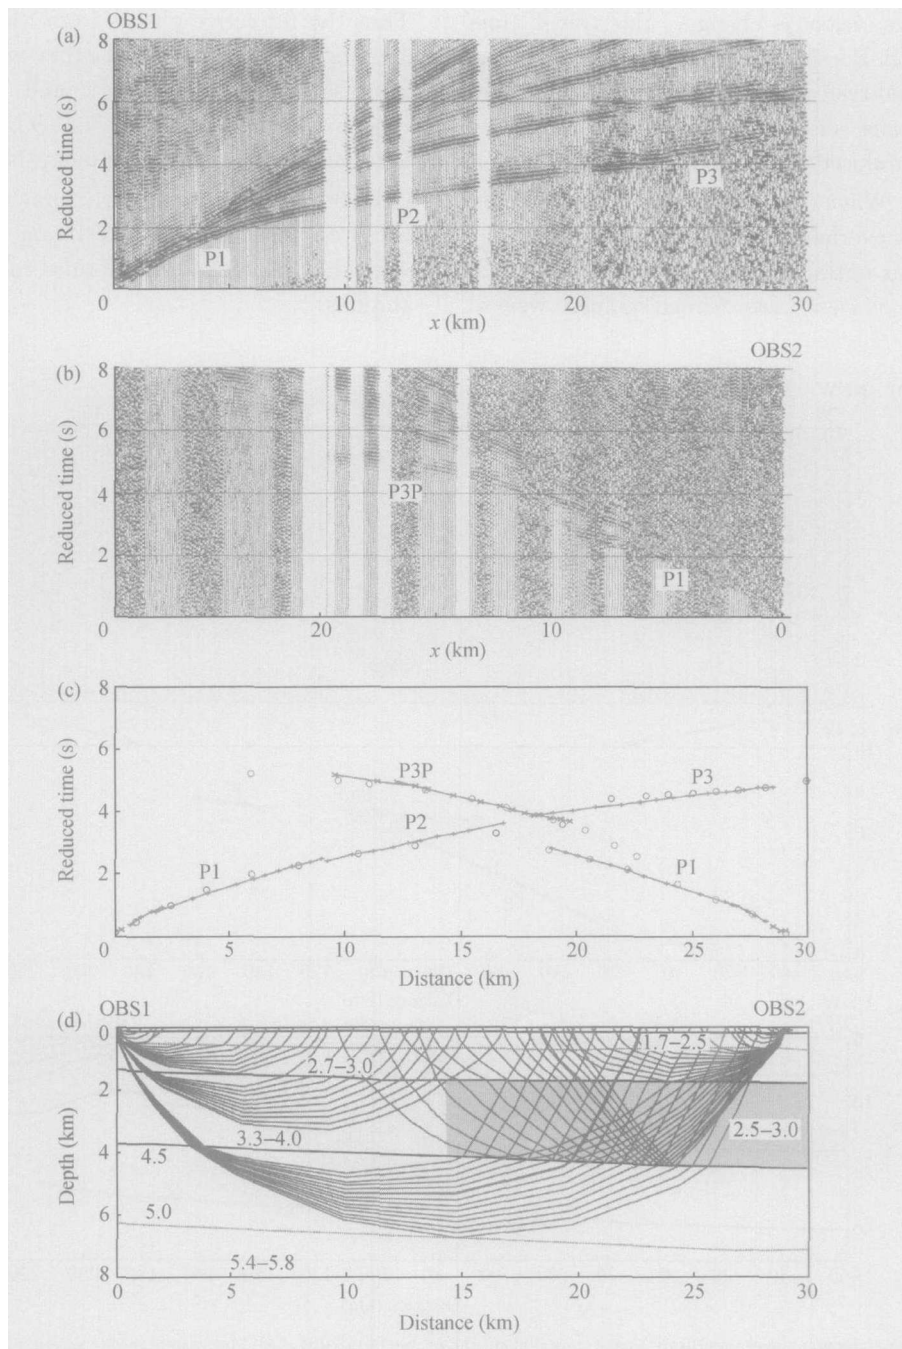 OBS1
(a)
8
6
4
2
0
Reduced time (s)
P1
P2
P3
10
20
30
x (km)
OBS2
(b)
8
6
4
2
0
Reduced time (s)
P3P
P1
20
10
0
x (km)
(c)
8
6
4
2
0
Reduced time (s)
P3P
P3
P2
P1
P1
5
10
15
20
25
30
Distance (km)
(d)
OBS1
OBS2
0
2
4
6
8
Depth (km)
1.7–2.5
2.7–3.0
2.5–3.0
3.3–4.0
4.5
5.0
5.4–5.8
0
5
10
15
20
25
30
Distance (km)